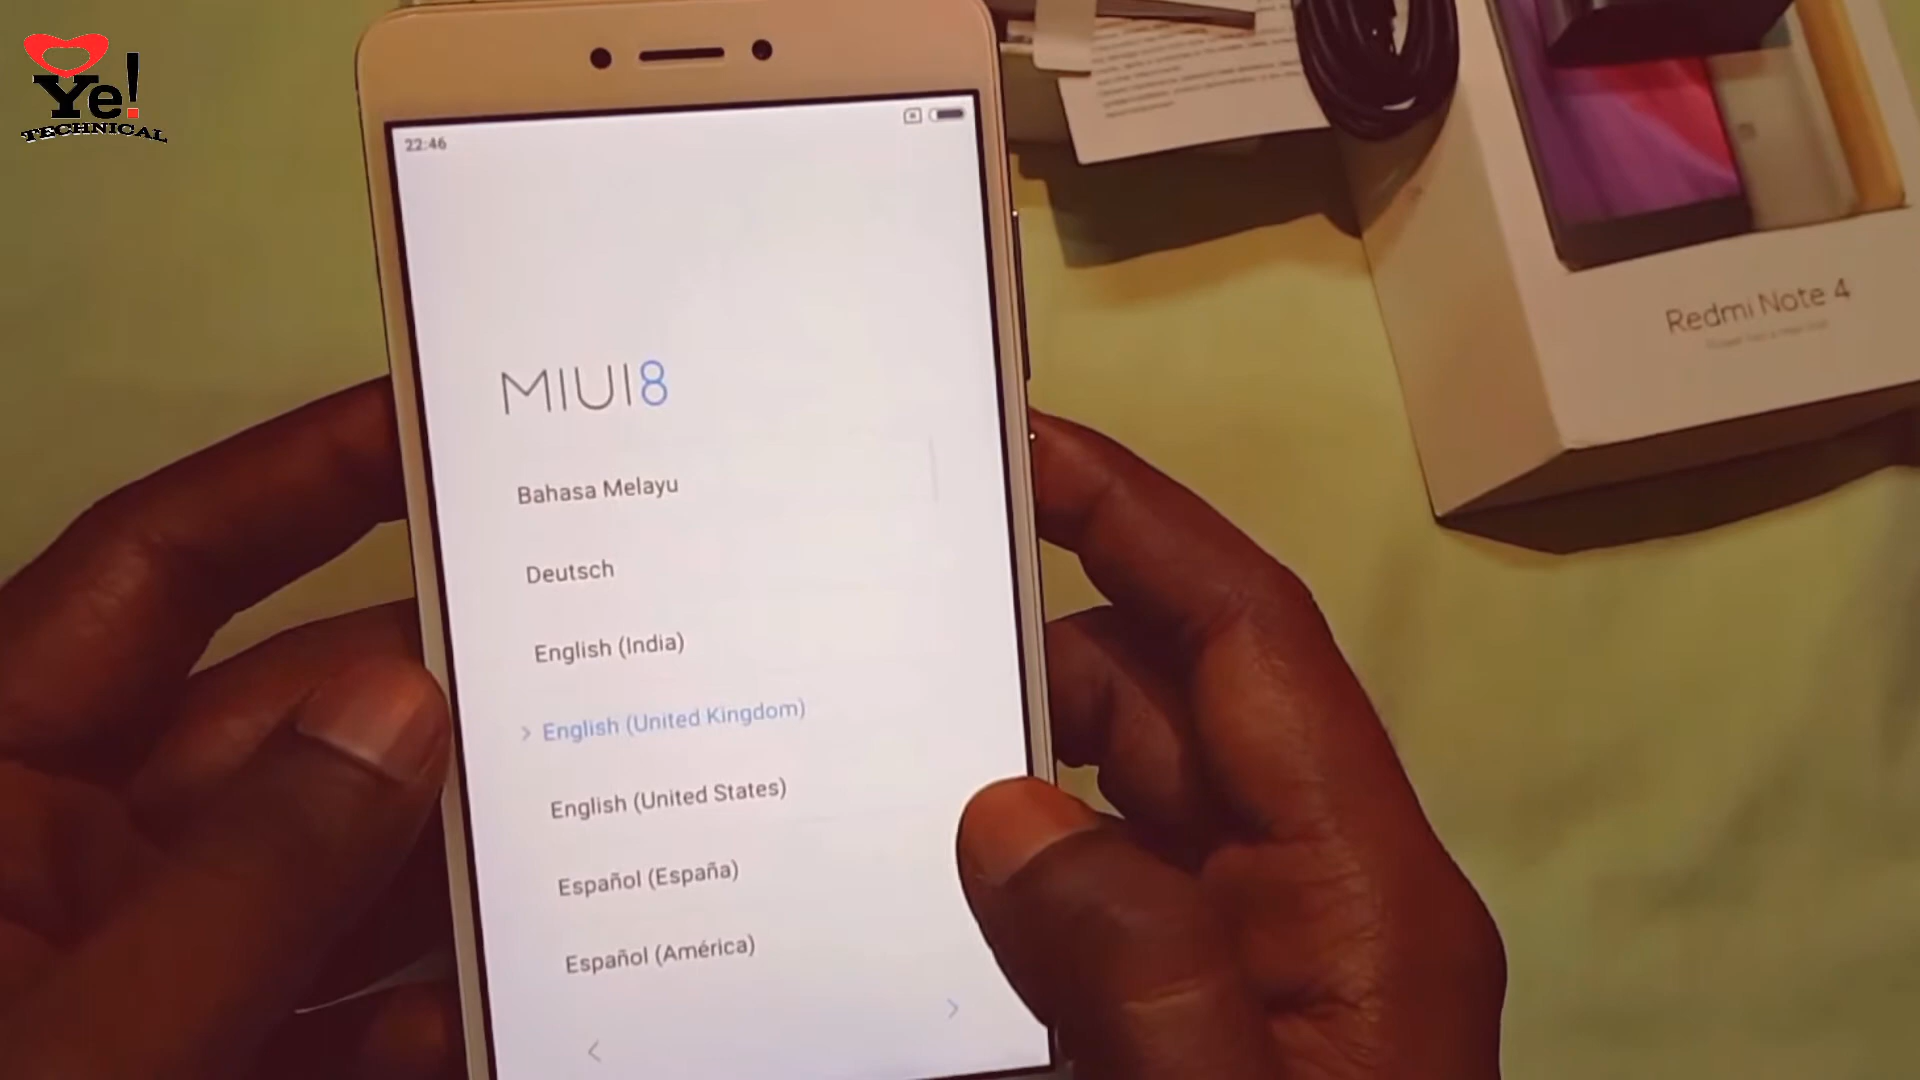 Ye!
TECHNICAL
22:46
MIUI8
Bahasa Melayu
Deutsch
English (India)
English (United Kingdom)
English (United States)
Español (España)
Español (América)
Redmi Note 4